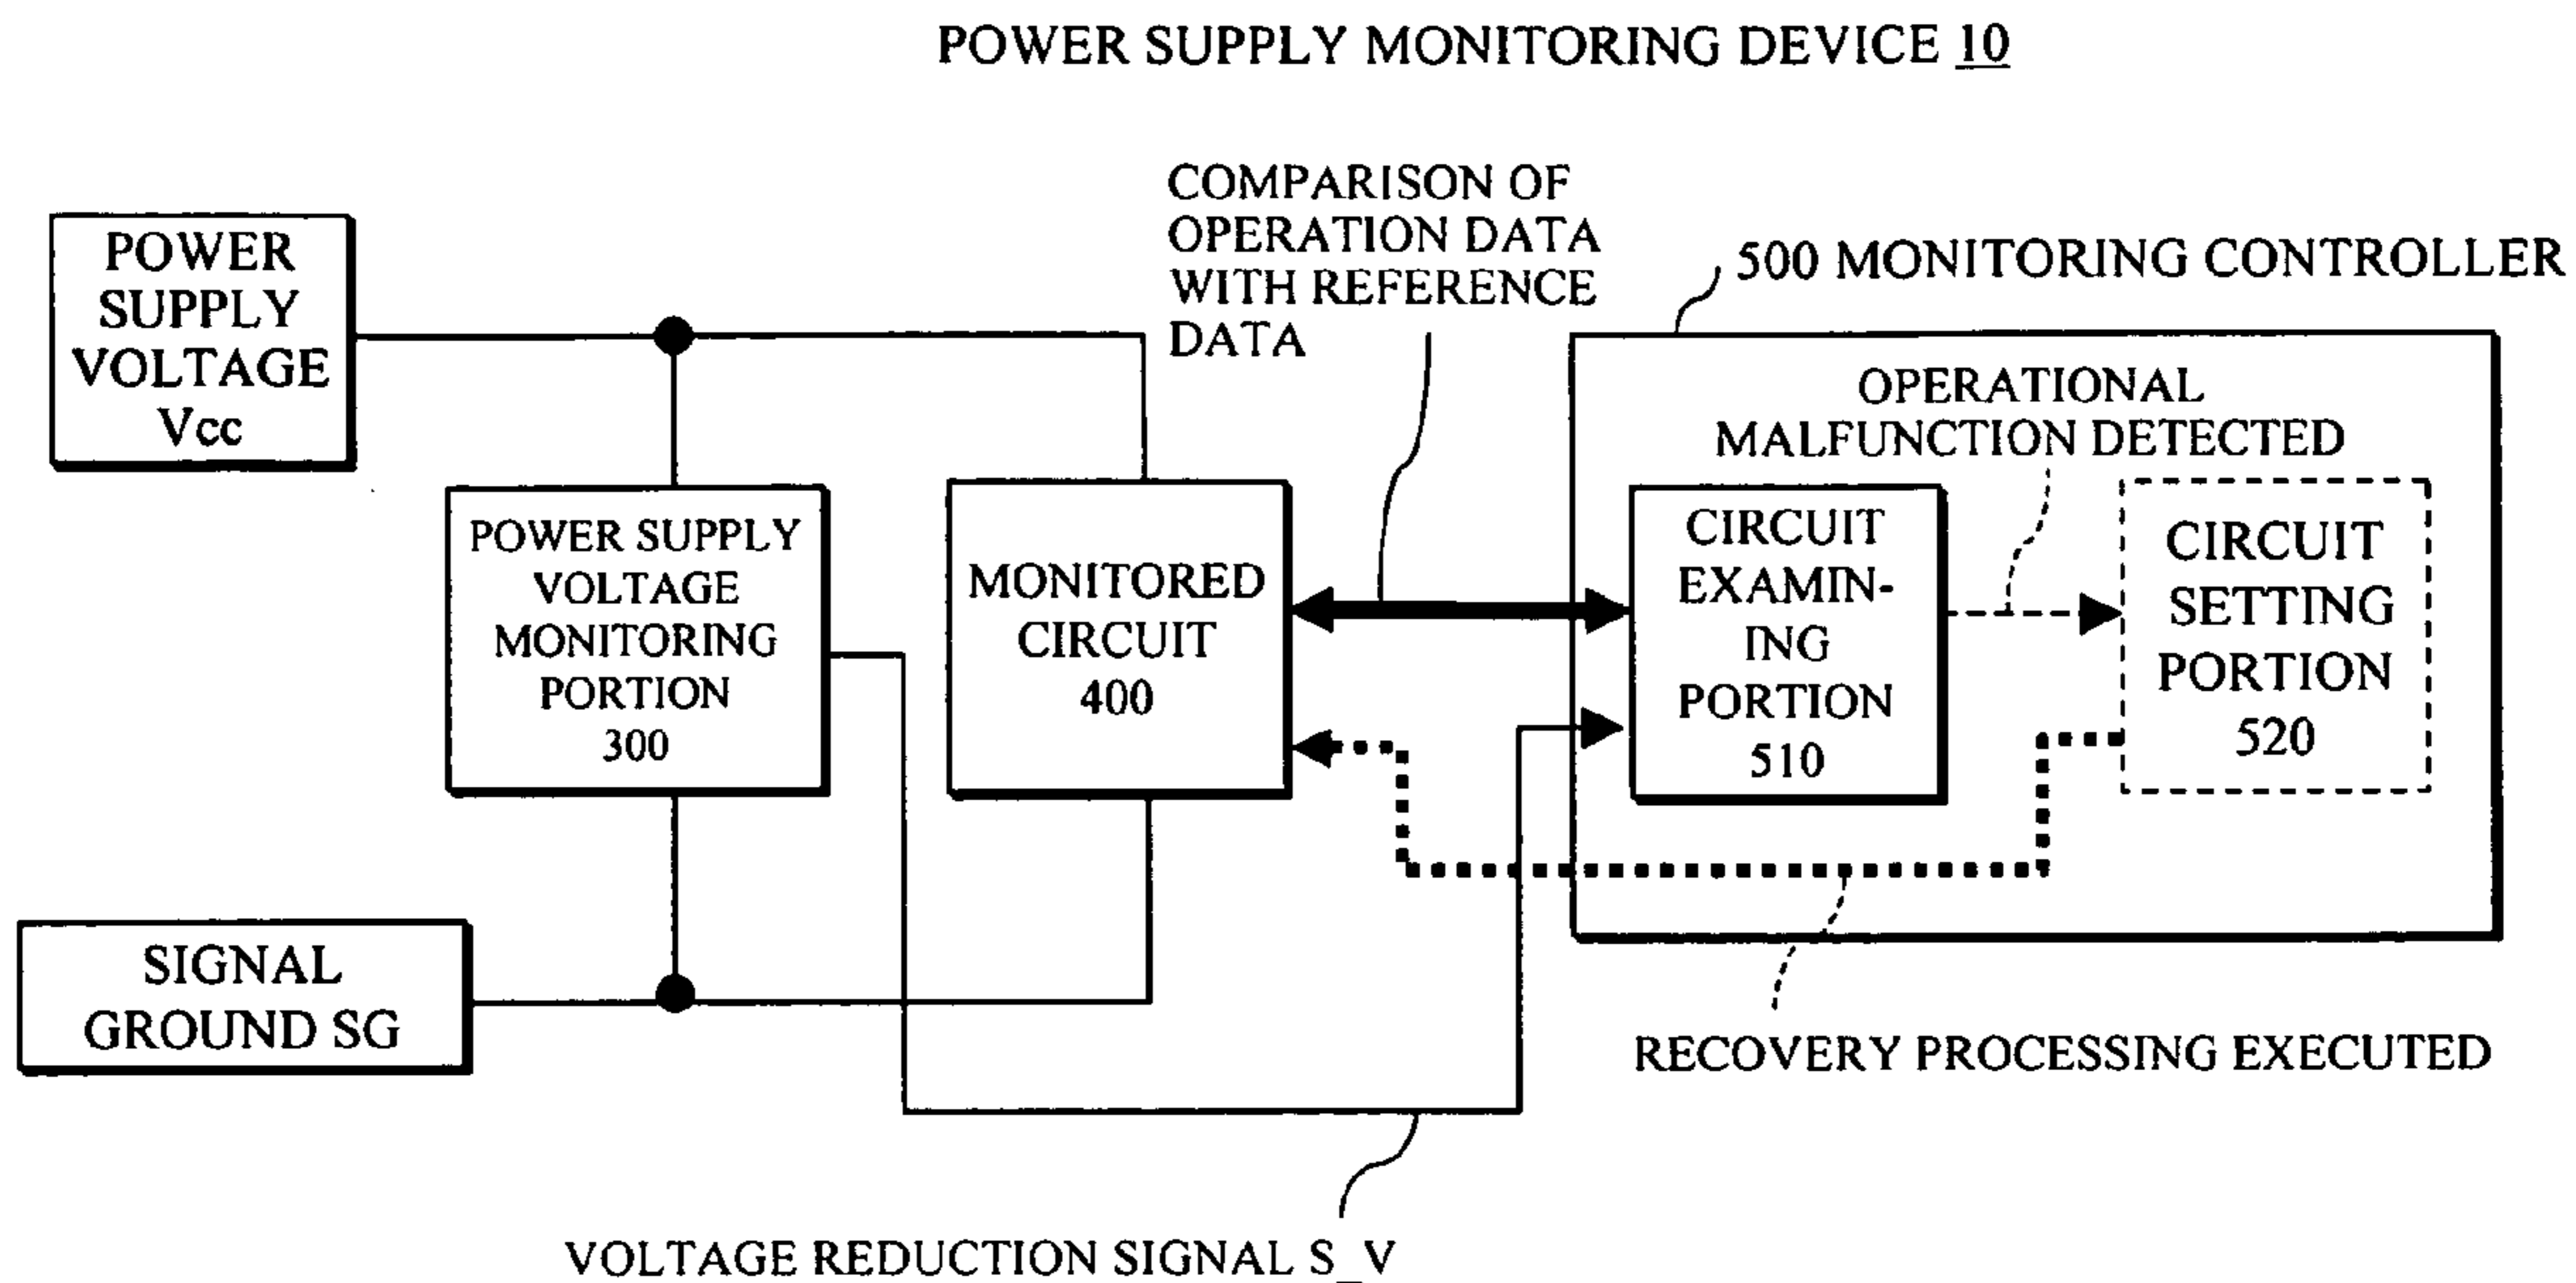 POWER SUPPLY MONITORING DEVICE 10
COMPARISON OF
OPERATION DATA
WITH REFERENCE
DATA
POWER
SUPPLY
VOLTAGE
Vcc
500 MONITORING CONTROLLER
OPERATIONAL
MALFUNCTION DETECTED
POWER SUPPLY
VOLTAGE
MONITORING
PORTION
300
MONITORED
CIRCUIT
400
CIRCUIT
EXAMIN-
ING
PORTION
510
CIRCUIT
SETTING
PORTION
520
SIGNAL
GROUND SG
RECOVERY PROCESSING EXECUTED
VOLTAGE REDUCTION SIGNAL S_V